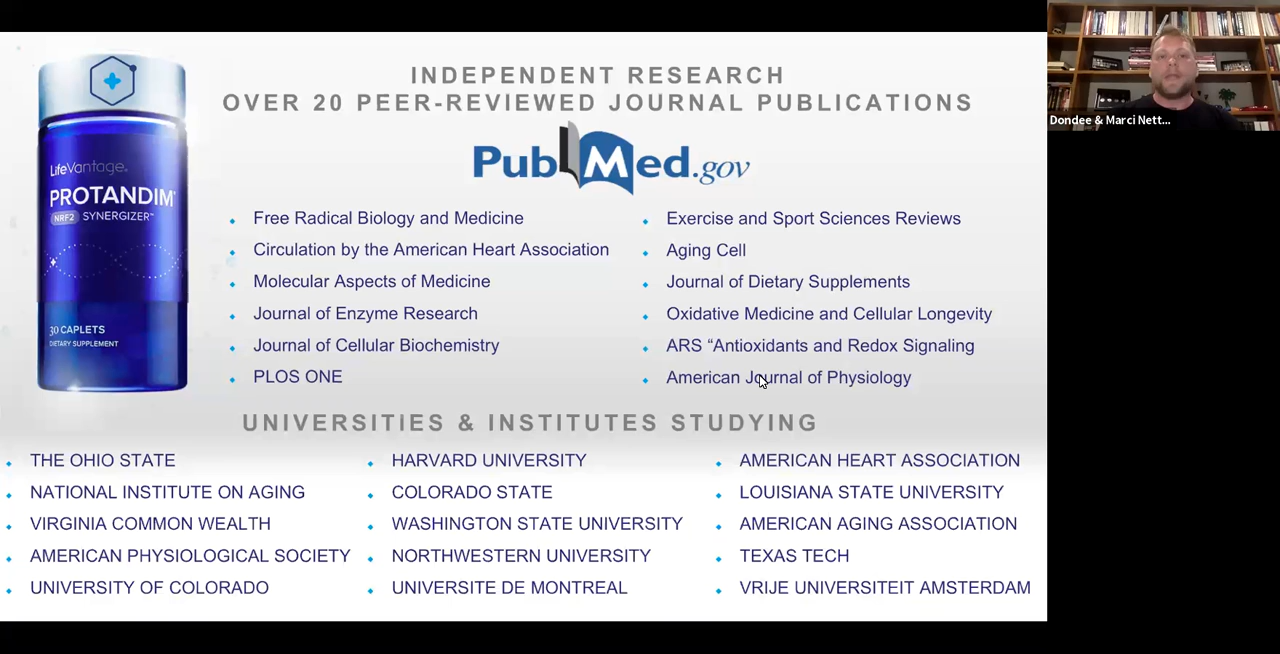 INDEPENDENT RESEARCH
OVER 20 PEER-REVIEWED JOURNAL PUBLICATIONS
PubMed.gov
LifeVantage®
PROTANDIM®
NRF2 SYNERGIZER™
30 CAPLETS
DIETARY SUPPLEMENT
Free Radical Biology and Medicine
Circulation by the American Heart Association
Molecular Aspects of Medicine
Journal of Enzyme Research
Journal of Cellular Biochemistry
PLOS ONE
Exercise and Sport Sciences Reviews
Aging Cell
Journal of Dietary Supplements
Oxidative Medicine and Cellular Longevity
ARS “Antioxidants and Redox Signaling
American Journal of Physiology
UNIVERSITIES & INSTITUTES STUDYING
THE OHIO STATE
NATIONAL INSTITUTE ON AGING
VIRGINIA COMMON WEALTH
AMERICAN PHYSIOLOGICAL SOCIETY
UNIVERSITY OF COLORADO
HARVARD UNIVERSITY
COLORADO STATE
WASHINGTON STATE UNIVERSITY
NORTHWESTERN UNIVERSITY
UNIVERSITE DE MONTREAL
AMERICAN HEART ASSOCIATION
LOUISIANA STATE UNIVERSITY
AMERICAN AGING ASSOCIATION
TEXAS TECH
VRIJE UNIVERSITEIT AMSTERDAM
Dondee & Marci Nett...